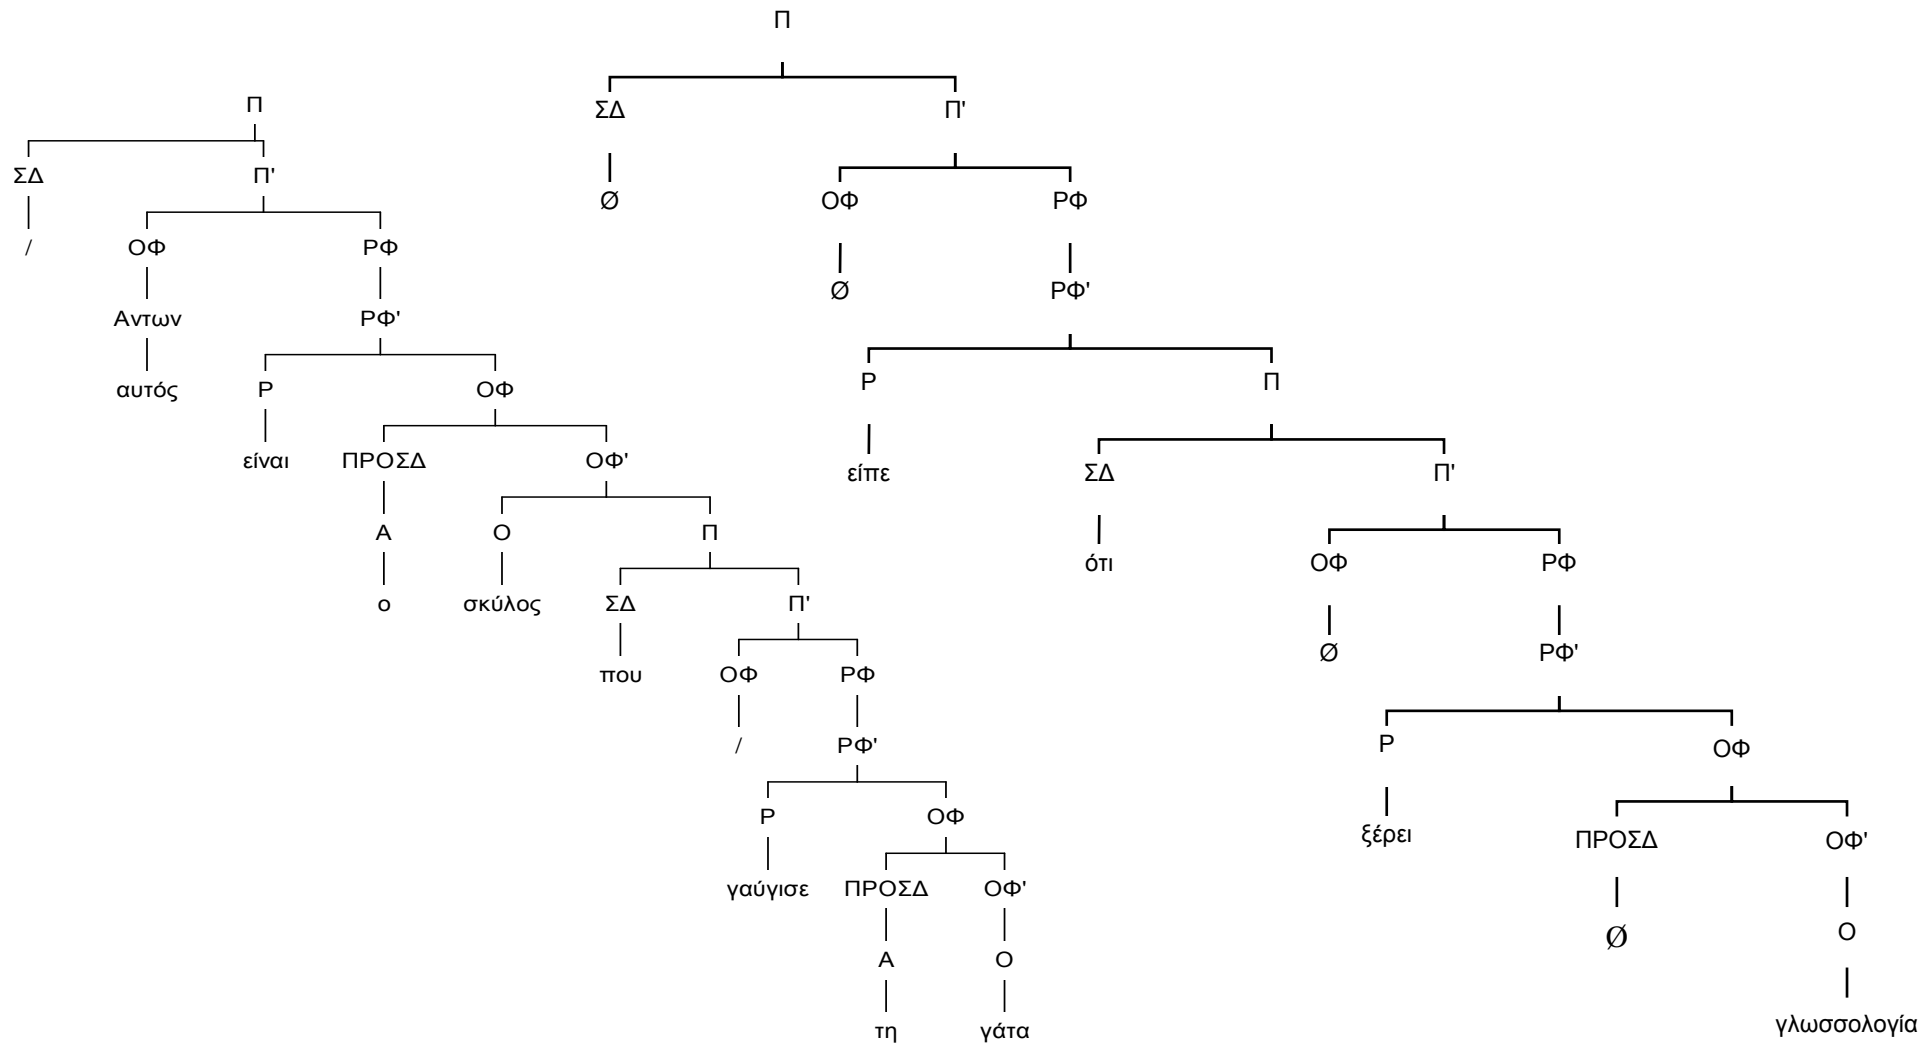 Π
ΣΔ Π'
/ ΟΦ ΡΦ
Αντων ΡΦ'
αυτός Ρ ΟΦ
είναι ΠΡΟΣΔ ΟΦ'
Α Ο Π
ο σκύλος ΣΔ Π'
που ΟΦ ΡΦ
/ ΡΦ'
Ρ ΟΦ
γαύγισε ΠΡΟΣΔ ΟΦ'
Α Ο
τη γάτα
Π
ΣΔ Π'
Ø ΟΦ ΡΦ
Ø ΡΦ'
Ρ Π
είπε ΣΔ Π'
ότι ΟΦ ΡΦ
Ø ΡΦ'
Ρ ΟΦ
ξέρει ΠΡΟΣΔ ΟΦ'
Ø Ο
γλωσσολογία